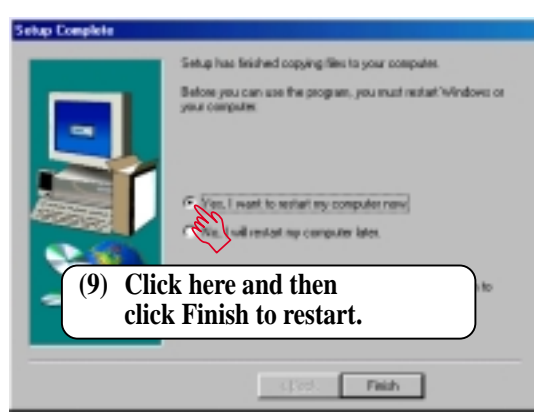 Setup Complete
Setup has finished copying files to your computer.
Before you can use the program, you must restart Windows or
your computer.
Yes, I want to restart my computer now.
No, I will restart my computer later.
to
(9) Click here and then
click Finish to restart.
Finish